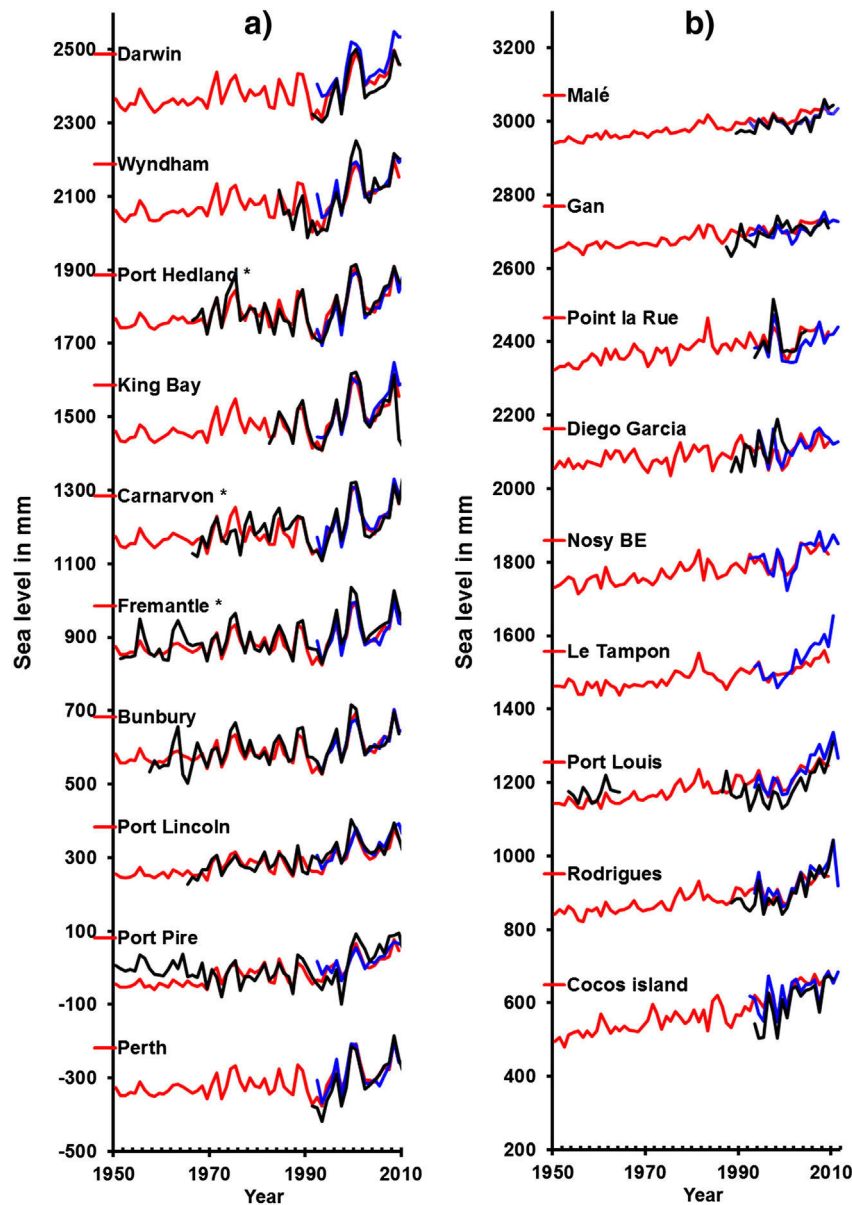 a)
Sea level in mm
2500
2300
2100
1900
1700
1500
1300
1100
900
700
500
300
100
-100
-300
-500
Darwin
Wyndham
Port Hedland *
King Bay
Carnarvon *
Fremantle *
Bunbury
Port Lincoln
Port Pire
Perth
1950 1970 1990 2010
Year
b)
Sea level in mm
3200
3000
2800
2600
2400
2200
2000
1800
1600
1400
1200
1000
800
600
400
200
Malé
Gan
Point la Rue
Diego Garcia
Nosy BE
Le Tampon
Port Louis
Rodrigues
Cocos island
1950 1970 1990 2010
Year